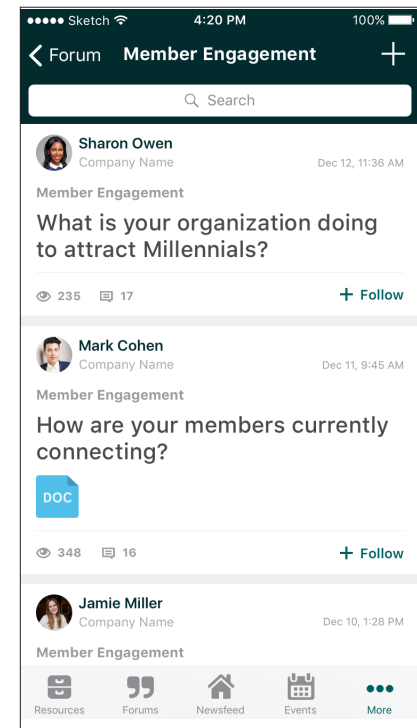 Sketch 4:20 PM 100%
Forum Member Engagement
Search
Sharon Owen
Company Name Dec 12, 11:36 AM
Member Engagement
What is your organization doing
to attract Millennials?
235 17 + Follow
Mark Cohen
Company Name Dec 11, 9:45 AM
Member Engagement
How are your members currently
connecting?
DOC
348 16 + Follow
Jamie Miller
Company Name Dec 10, 1:28 PM
Member Engagement
Resources Forums Newsfeed Events More